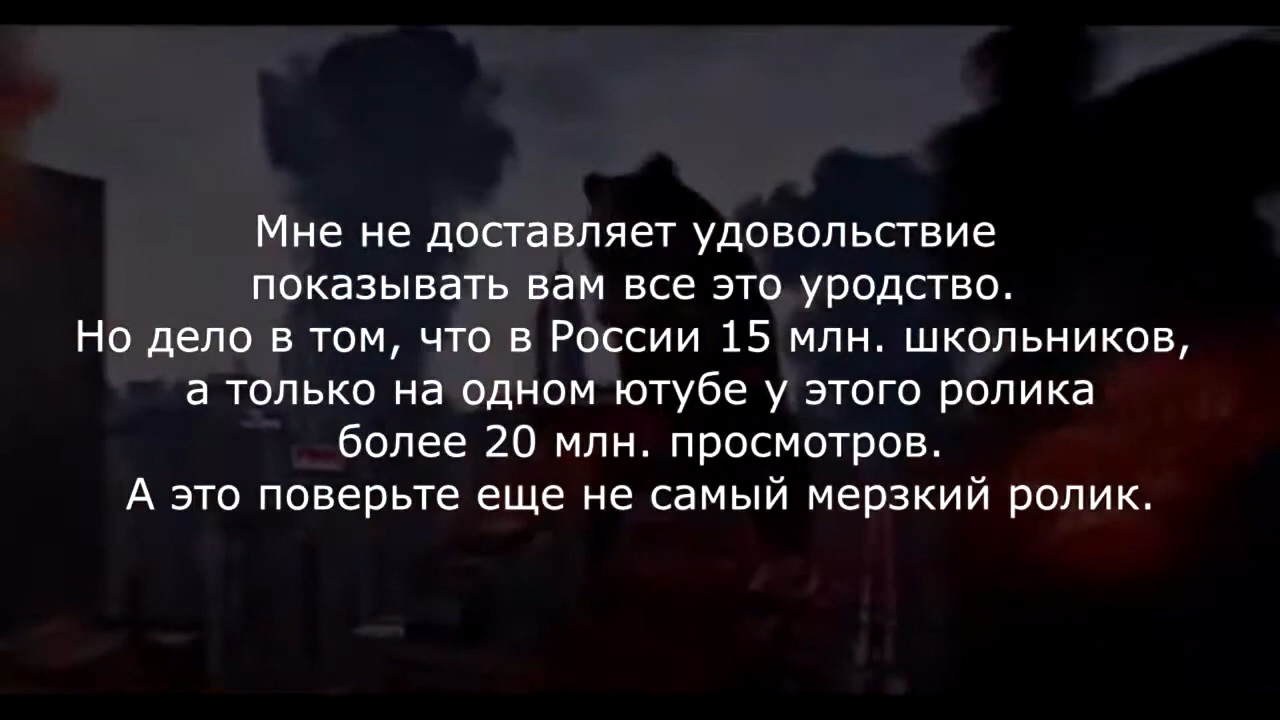 Мне не доставляет удовольствие
показывать вам все это уродство.
Но дело в том, что в России 15 млн. школьников,
а только на одном ютубе у этого ролика
более 20 млн. просмотров.
А это поверьте еще не самый мерзкий ролик.